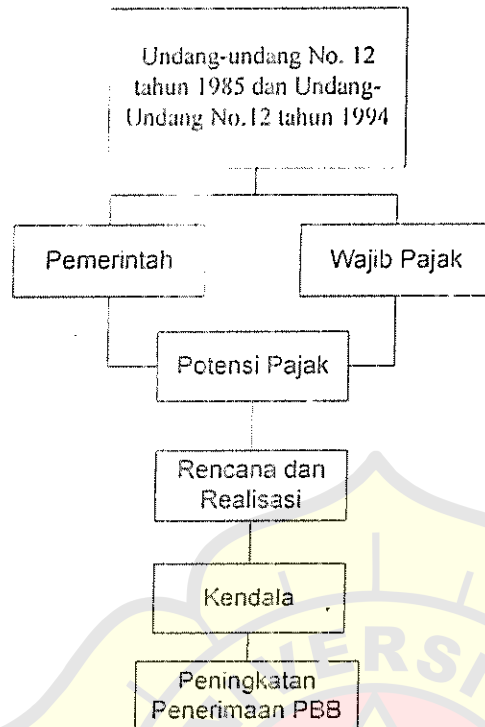 Undang-undang No. 12
tahun 1985 dan Undang-
Undang No.12 tahun 1994
Pemerintah
Wajib Pajak
Potensi Pajak
Rencana dan
Realisasi
Kendala
Peningkatan
Penerimaan PBB